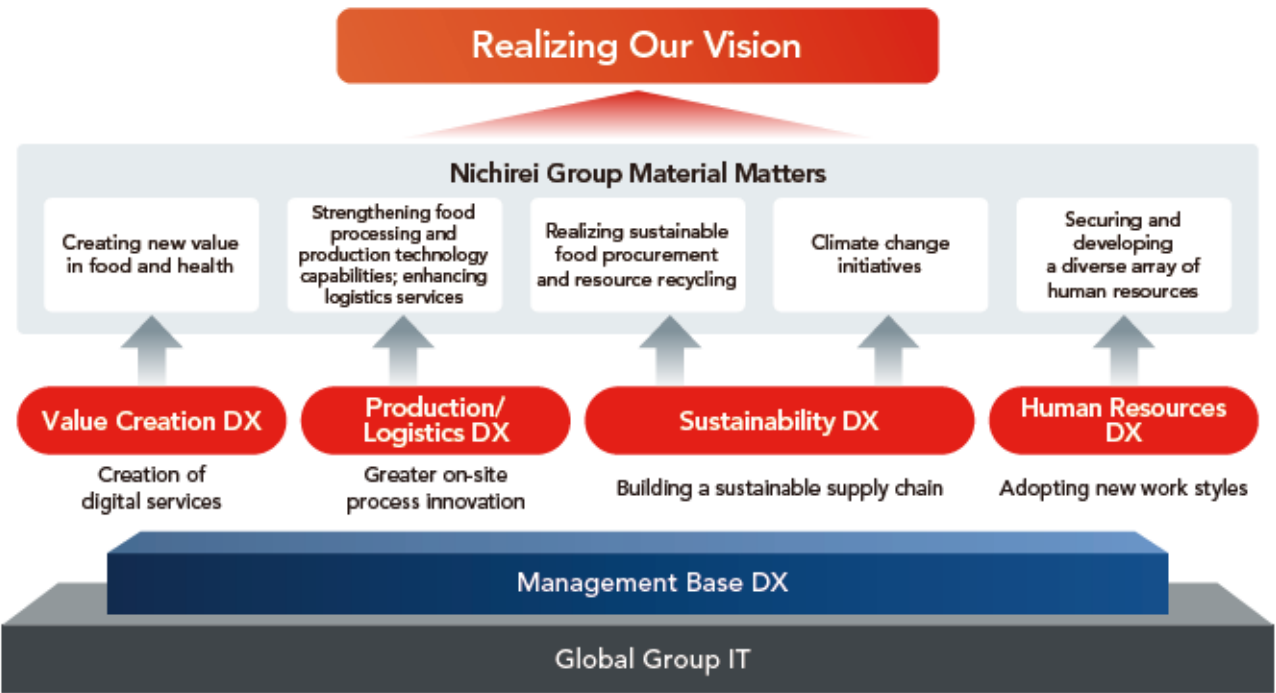 Realizing Our Vision
Nichirei Group Material Matters
Creating new value
in food and health
Strengthening food
processing and
production technology
capabilities; enhancing
logistics services
Realizing sustainable
food procurement
and resource recycling
Climate change
initiatives
Securing and
developing
a diverse array of
human resources
Value Creation DX
Production/
Logistics DX
Sustainability DX
Human Resources
DX
Creation of
digital services
Greater on-site
process innovation
Building a sustainable supply chain
Adopting new work styles
Management Base DX
Global Group IT